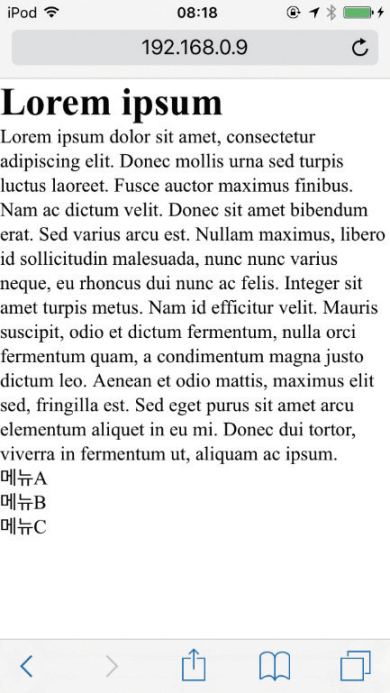 iPod 08:18
192.168.0.9
Lorem ipsum
Lorem ipsum dolor sit amet, consectetur
adipiscing elit. Donec mollis urna sed turpis
luctus laoreet. Fusce auctor maximus finibus.
Nam ac dictum velit. Donec sit amet bibendum
erat. Sed varius arcu est. Nullam maximus, libero
id sollicitudin malesuada, nunc nunc varius
neque, eu rhoncus dui nunc ac felis. Integer sit
amet turpis metus. Nam id efficitur velit. Mauris
suscipit, odio et dictum fermentum, nulla orci
fermentum quam, a condimentum magna justo
dictum leo. Aenean et odio mattis, maximus elit
sed, fringilla est. Sed eget purus sit amet arcu
elementum aliquet in eu mi. Donec dui tortor,
viverra in fermentum ut, aliquam ac ipsum.
메뉴A
메뉴B
메뉴C